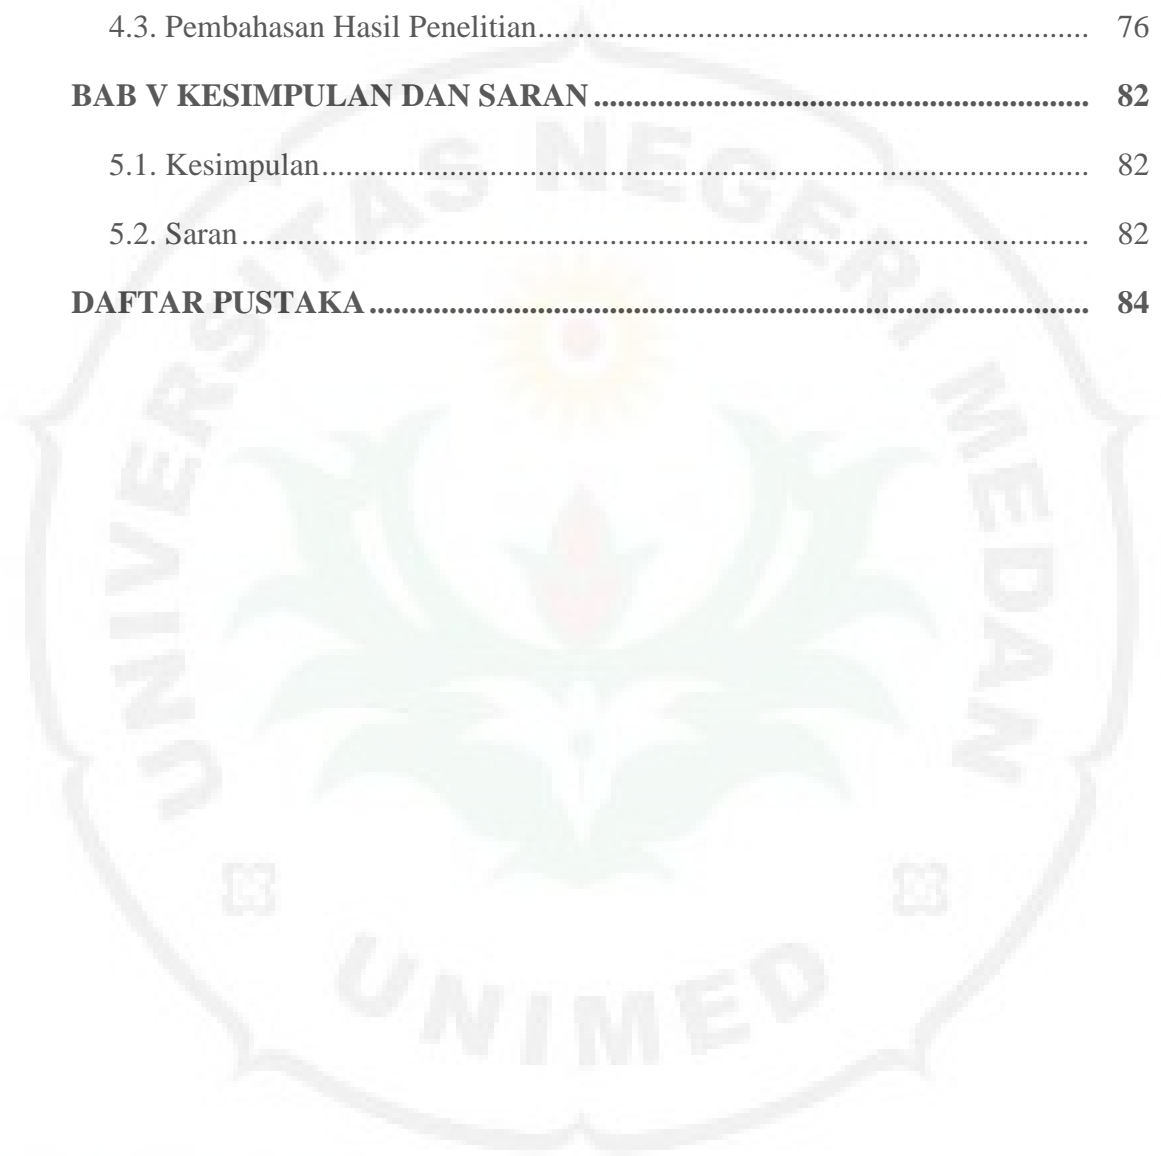 4.3. Pembahasan Hasil Penelitian..................................................................... 76
BAB V KESIMPULAN DAN SARAN.............................................................. 82
5.1. Kesimpulan................................................................................................ 82
5.2. Saran.......................................................................................................... 82
DAFTAR PUSTAKA.......................................................................................... 84
UNIVERSITAS NEGERI MEDAN
UNIMED